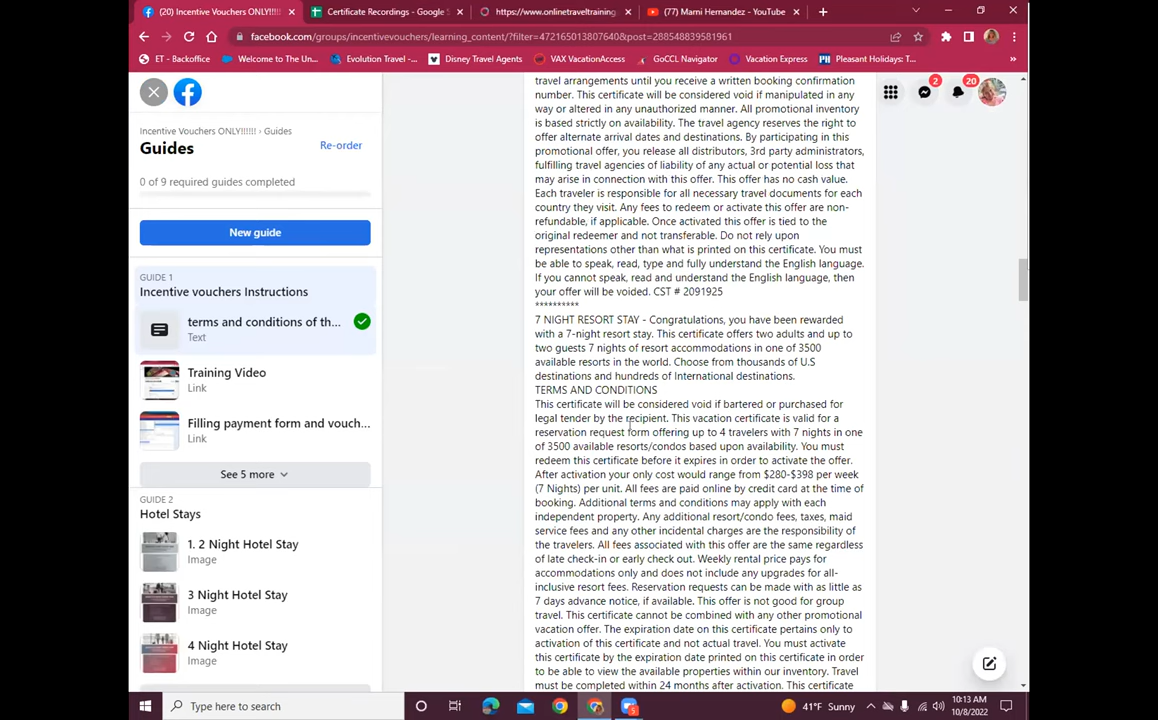 (20) Incentive Vouchers ONLY!!!!!!
Certificate Recordings - Google S
https://www.onlinetraveltraining
(77) Marni Hernandez - YouTube
facebook.com/groups/incentivevouchers/learning_content/?filter=472165013807640&post=288548839581961
ET - Backoffice
Welcome to The Un...
Evolution Travel -...
Disney Travel Agents
VAX VacationAccess
GoCCL Navigator
Vacation Express
Pleasant Holidays: T...
Incentive Vouchers ONLY!!!!!! › Guides
Guides
Re-order
0 of 9 required guides completed
New guide
GUIDE 1
Incentive vouchers Instructions
terms and conditions of th...
Text
Training Video
Link
Filling payment form and vouch...
Link
See 5 more
GUIDE 2
Hotel Stays
1. 2 Night Hotel Stay
Image
3 Night Hotel Stay
Image
4 Night Hotel Stay
Image
travel arrangements until you receive a written booking confirmation
number. This certificate will be considered void if manipulated in any
way or altered in any unauthorized manner. All promotional inventory
is based strictly on availability. The travel agency reserves the right to
offer alternate arrival dates and destinations. By participating in this
promotional offer, you release all distributors, 3rd party administrators,
fulfilling travel agencies of liability of any actual or potential loss that
may arise in connection with this offer. This offer has no cash value.
Each traveler is responsible for all necessary travel documents for each
country they visit. Any fees to redeem or activate this offer are non-
refundable, if applicable. Once activated this offer is tied to the
original redeemer and not transferable. Do not rely upon
representations other than what is printed on this certificate. You must
be able to speak, read, type and fully understand the English language.
If you cannot speak, read and understand the English language, then
your offer will be voided. CST # 2091925
**********
7 NIGHT RESORT STAY - Congratulations, you have been rewarded
with a 7-night resort stay. This certificate offers two adults and up to
two guests 7 nights of resort accommodations in one of 3500
available resorts in the world. Choose from thousands of U.S
destinations and hundreds of International destinations.
TERMS AND CONDITIONS
This certificate will be considered void if bartered or purchased for
legal tender by the recipient. This vacation certificate is valid for a
reservation request form offering up to 4 travelers with 7 nights in one
of 3500 available resorts/condos based upon availability. You must
redeem this certificate before it expires in order to activate the offer.
After activation your only cost would range from $280-$398 per week
(7 Nights) per unit. All fees are paid online by credit card at the time of
booking. Additional terms and conditions may apply with each
independent property. Any additional resort/condo fees, taxes, maid
service fees and any other incidental charges are the responsibility of
the travelers. All fees associated with this offer are the same regardless
of late check-in or early check out. Weekly rental price pays for
accommodations only and does not include any upgrades for all-
inclusive resort fees. Reservation requests can be made with as little as
7 days advance notice, if available. This offer is not good for group
travel. This certificate cannot be combined with any other promotional
vacation offer. The expiration date on this certificate pertains only to
activation of this certificate and not actual travel. You must activate
this certificate by the expiration date printed on this certificate in order
to be able to view the available properties within our inventory. Travel
must be completed within 24 months after activation. This certificate
2
20
Type here to search
5
41°F Sunny
10:13 AM
10/8/2022